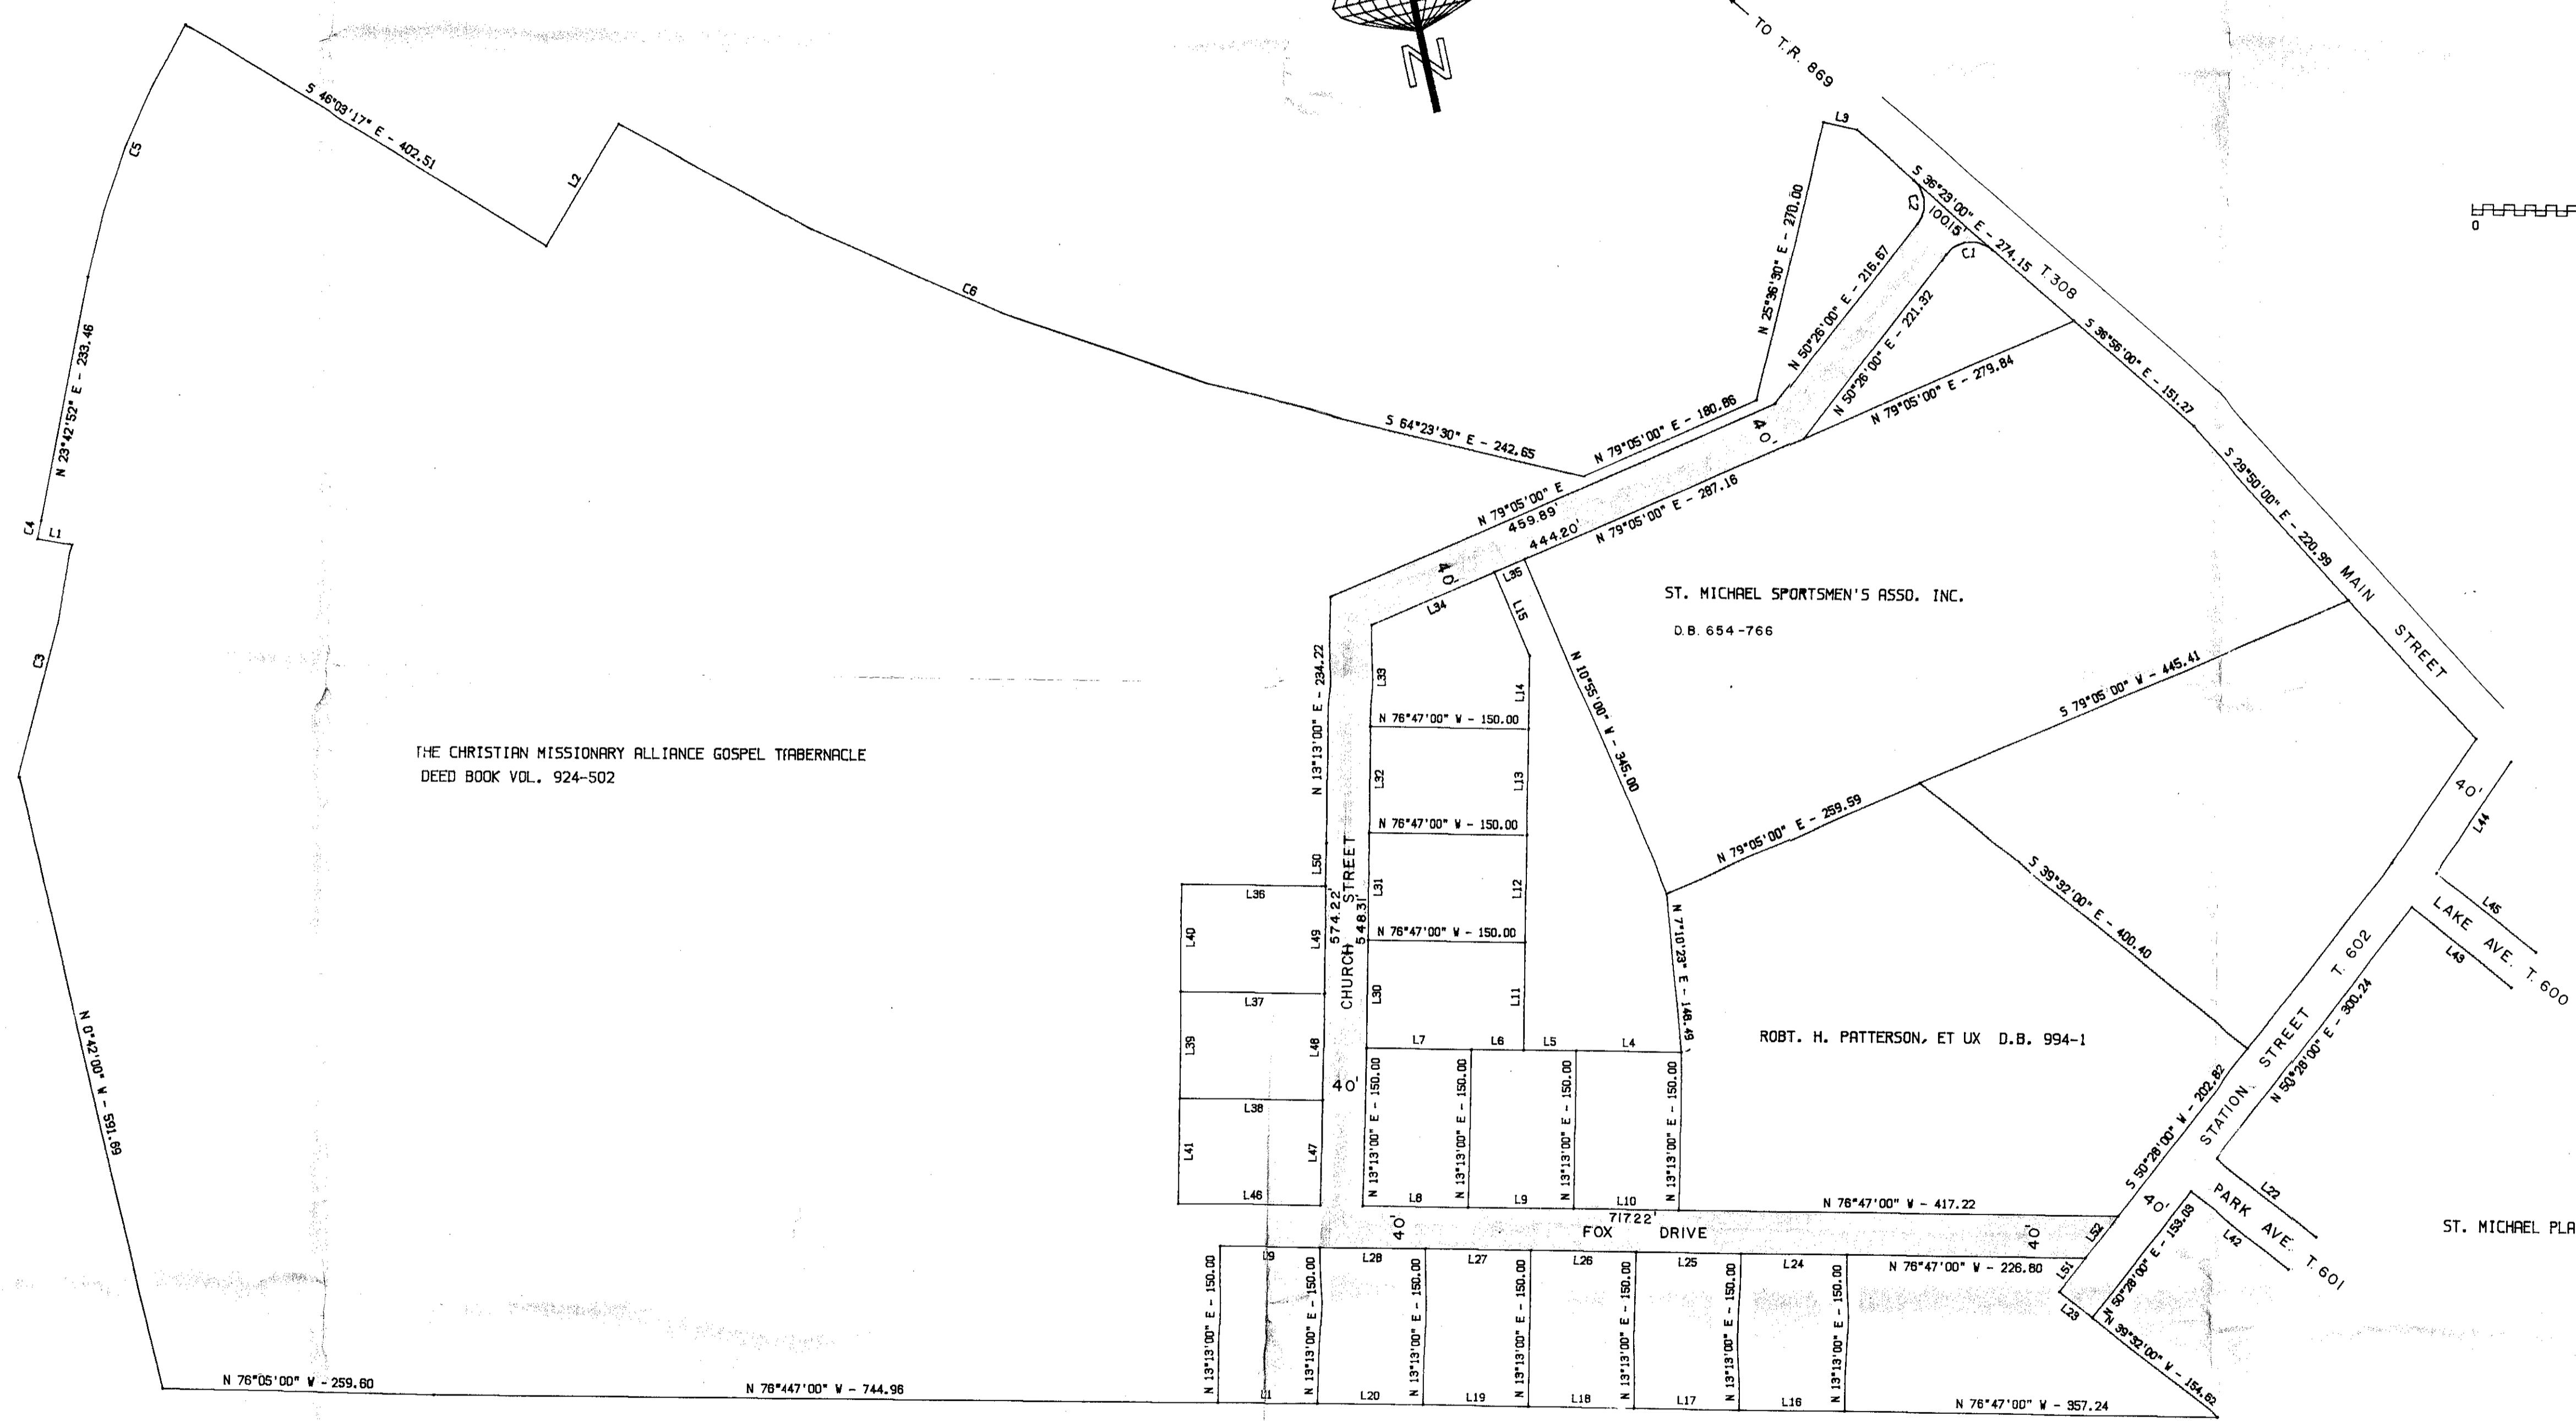 N
TO T.R. 869
0
S 46°03'17" E - 402.51
C5
L2
C6
N 23°42'52" E - 233.46
C4
L1
C3
N 0°42'00" W - 591.69
N 76°05'00" W - 259.60
N 76°447'00" W - 744.96
THE CHRISTIAN MISSIONARY ALLIANCE GOSPEL TABERNACLE
DEED BOOK VOL. 924-502
S 64°23'30" E - 242.65
N 79°05'00" E - 180.86
N 25°36'30" E - 270.00
L3
S 36°23'00" E - 274.15
C2
100.15'
C1
T. 308
N 50°26'00" E - 216.67
N 50°26'00" E - 221.32
N 79°05'00" E - 279.84
S 36°56'00" E - 151.27
S 29°50'00" E - 220.99
MAIN STREET
40'
N 79°05'00" E
459.89'
444.20'
N 79°05'00" E - 287.16
40'
L34
L35
L15
ST. MICHAEL SPORTSMEN'S ASSO. INC.
D.B. 654-766
N 10°55'00" W - 345.00
S 79°05'00" W - 445.41
N 79°05'00" E - 259.59
S 39°32'00" E - 400.40
N 7°10'23" E - 148.49
ROBT. H. PATTERSON, ET UX D.B. 994-1
N 13°13'00" E - 234.22
L33
L14
N 76°47'00" W - 150.00
L32
L13
N 76°47'00" W - 150.00
L50
L31
L12
N 76°47'00" W - 150.00
L30
L11
574.22'
548.31'
CHURCH STREET
40'
L36
L40
L49
L37
L39
L48
L38
L41
L47
L46
L7
L6
L5
L4
N 13°13'00" E - 150.00
N 13°13'00" E - 150.00
N 13°13'00" E - 150.00
N 13°13'00" E - 150.00
L8
L9
L10
N 76°47'00" W - 417.22
717.22'
40'
FOX DRIVE
40'
L9
L28
L27
L26
L25
L24
N 76°47'00" W - 226.80
N 13°13'00" E - 150.00
N 13°13'00" E - 150.00
N 13°13'00" E - 150.00
N 13°13'00" E - 150.00
N 13°13'00" E - 150.00
N 13°13'00" E - 150.00
N 13°13'00" E - 150.00
L20
L19
L18
L17
L16
N 76°47'00" W - 357.24
40'
L44
L45
LAKE AVE. T. 600
L43
STATION STREET T. 602
N 50°28'00" E - 300.24
S 50°28'00" W - 202.82
40'
L52
L51
L23
N 50°28'00" E - 153.03
N 39°32'00" W - 154.62
L22
PARK AVE. T. 601
L42
ST. MICHAEL PLA